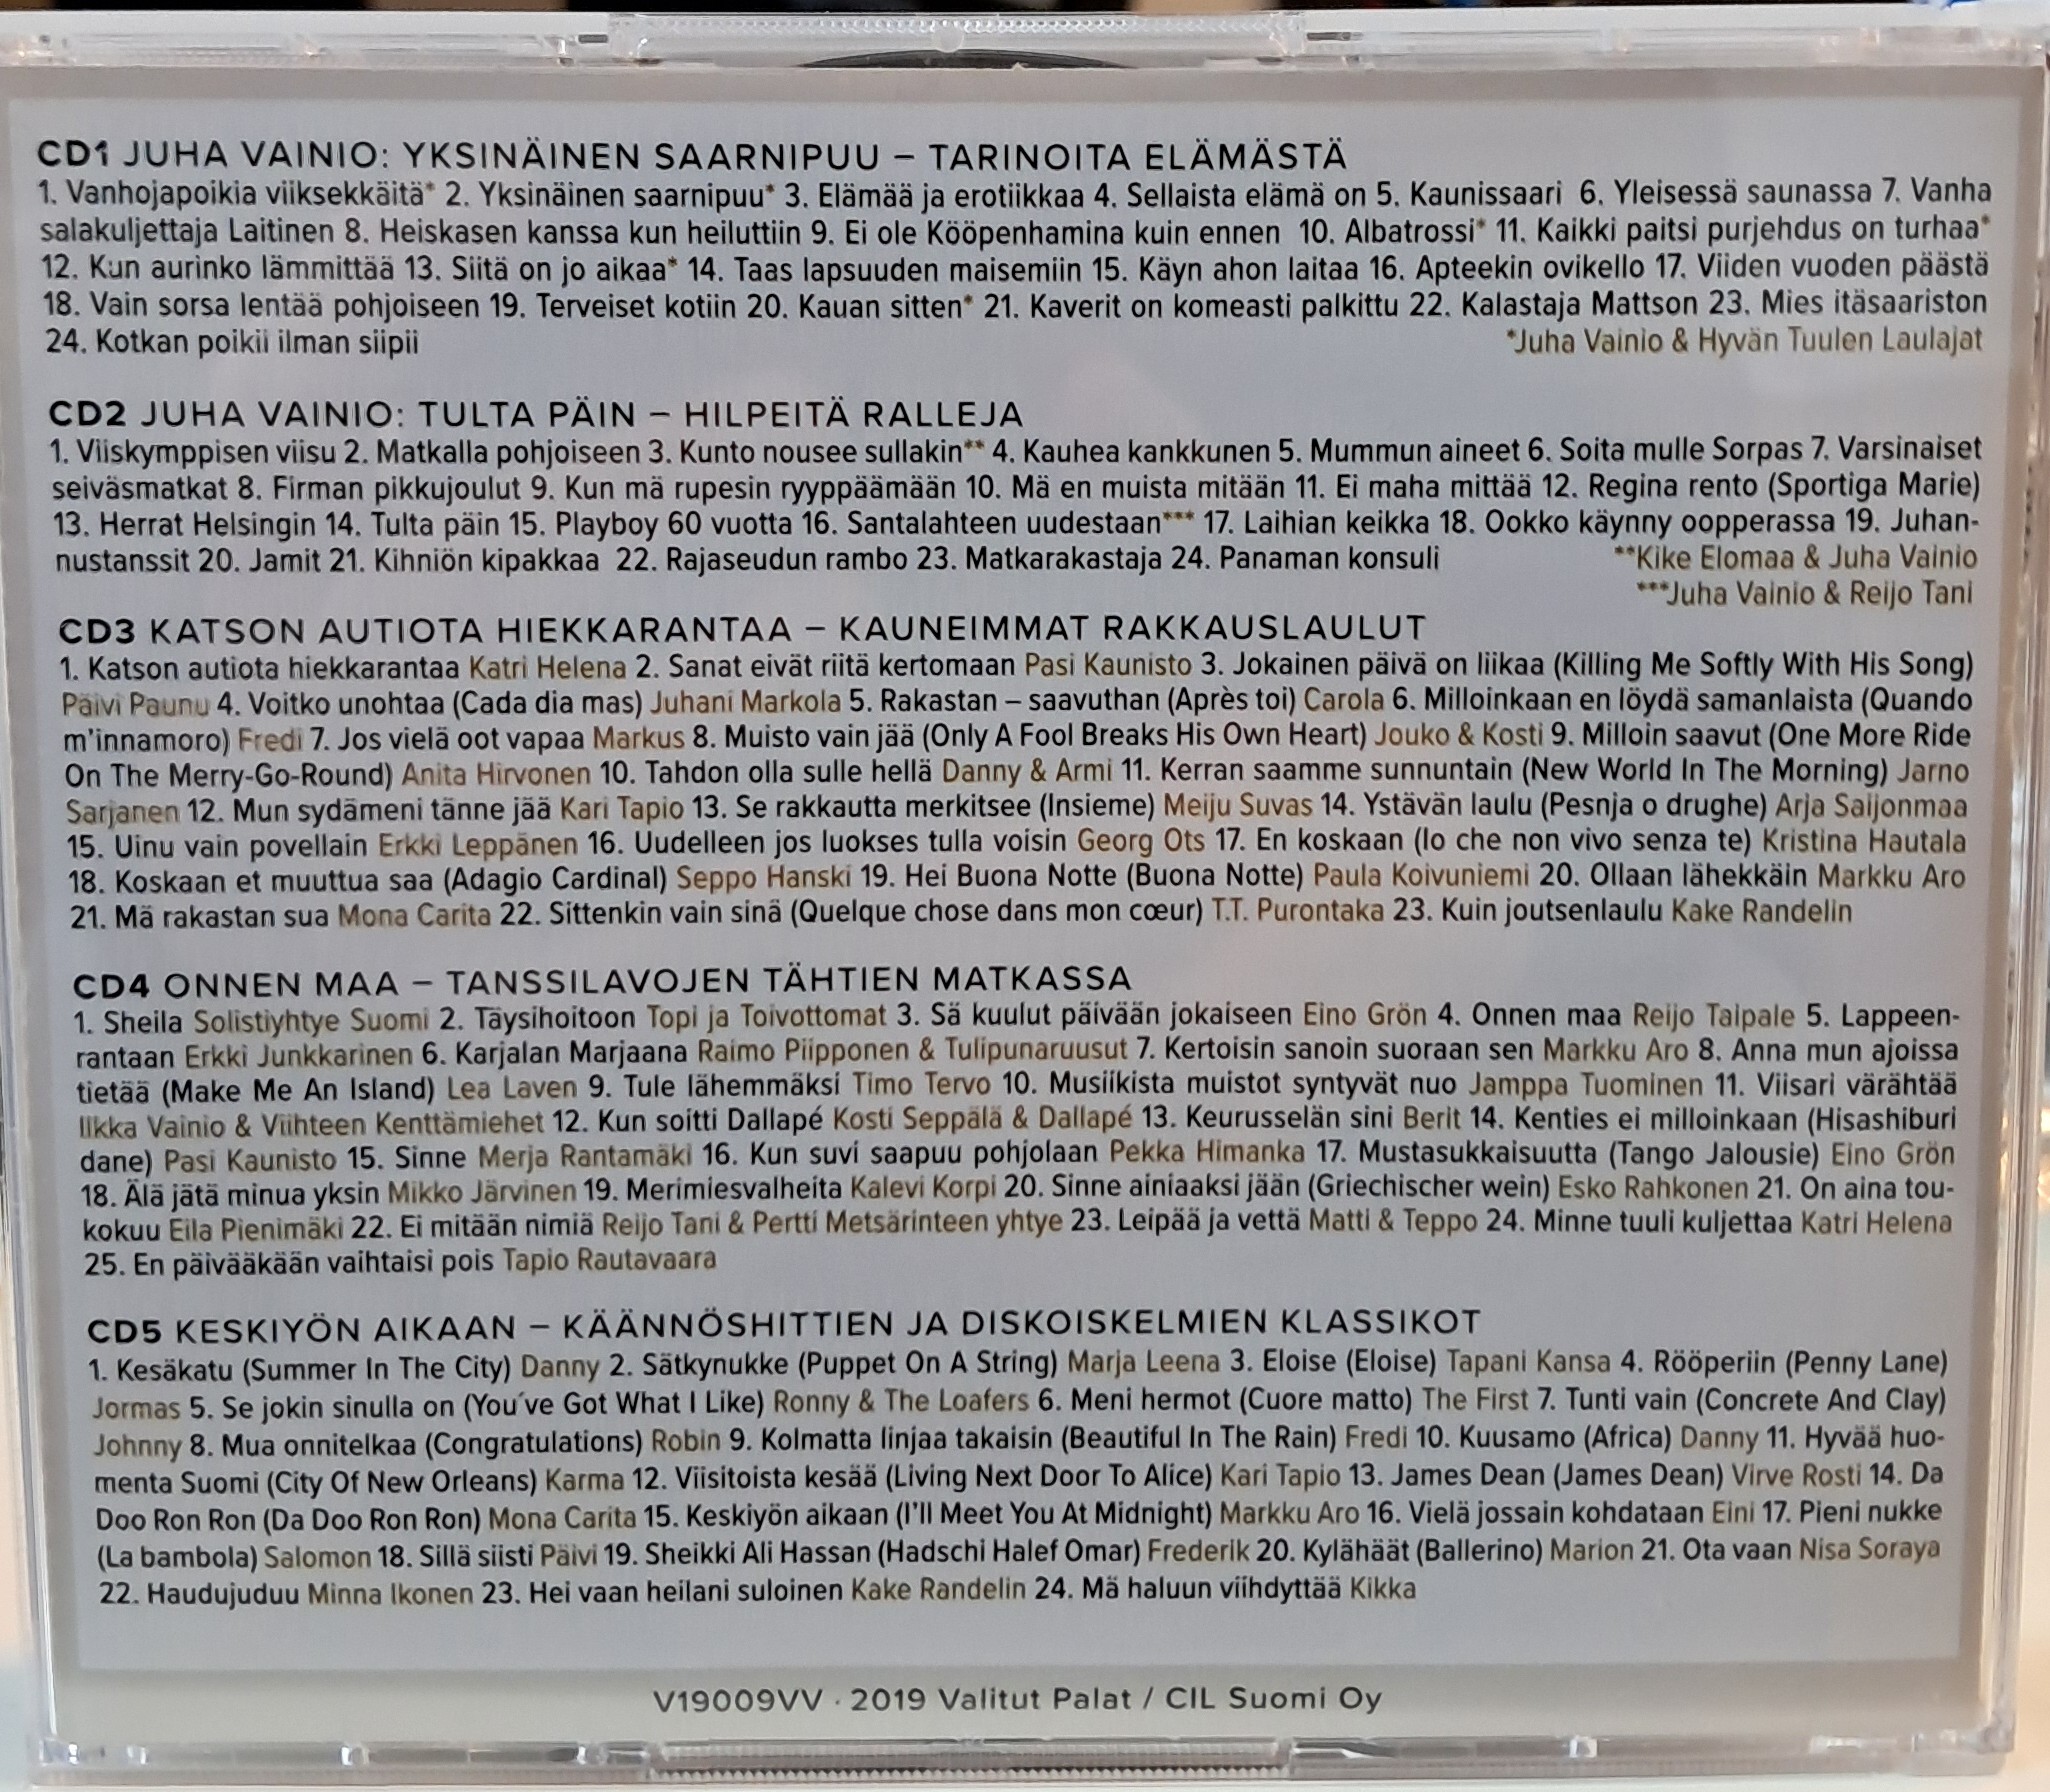 CD1 JUHA VAINIO: YKSINÄINEN SAARNIPUU – TARINOITA ELÄMÄSTÄ
1. Vanhojapoikia viiksekkäitä* 2. Yksinäinen saarnipuu* 3. Elämää ja erotiikkaa 4. Sellaista elämä on 5. Kaunissaari 6. Yleisessä saunassa 7. Vanha
salakuljettaja Laitinen 8. Heiskasen kanssa kun heiluttiin 9. Ei ole Kööpenhamina kuin ennen 10. Albatrossi* 11. Kaikki paitsi purjehdus on turhaa*
12. Kun aurinko lämmittää 13. Siitä on jo aikaa* 14. Taas lapsuuden maisemiin 15. Käyn ahon laitaa 16. Apteekin ovikello 17. Viiden vuoden päästä
18. Vain sorsa lentää pohjoiseen 19. Terveiset kotiin 20. Kauan sitten* 21. Kaverit on komeasti palkittu 22. Kalastaja Mattson 23. Mies itäsaariston
24. Kotkan poikii ilman siipii *Juha Vainio & Hyvän Tuulen Laulajat
CD2 JUHA VAINIO: TULTA PÄIN – HILPEITÄ RALLEJA
1. Viiskymppisen viisu 2. Matkalla pohjoiseen 3. Kunto nousee sullakin** 4. Kauhea kankkunen 5. Mummun aineet 6. Soita mulle Sorpas 7. Varsinaiset
seiväsmatkat 8. Firman pikkujoulut 9. Kun mä rupesin ryyppäämään 10. Mä en muista mitään 11. Ei maha mittää 12. Regina rento (Sportiga Marie)
13. Herrat Helsingin 14. Tulta päin 15. Playboy 60 vuotta 16. Santalahteen uudestaan*** 17. Laihian keikka 18. Ookko käynny oopperassa 19. Juhan-
nustanssit 20. Jamit 21. Kihniön kipakkaa 22. Rajaseudun rambo 23. Matkarakastaja 24. Panaman konsuli **Kike Elomaa & Juha Vainio
***Juha Vainio & Reijo Tani
CD3 KATSON AUTIOTA HIEKKARANTAA – KAUNEIMMAT RAKKAUSLAULUT
1. Katson autiota hiekkarantaa Katri Helena 2. Sanat eivät riitä kertomaan Pasi Kaunisto 3. Jokainen päivä on liikaa (Killing Me Softly With His Song)
Päivi Paunu 4. Voitko unohtaa (Cada dia mas) Juhani Markola 5. Rakastan – saavuthan (Après toi) Carola 6. Milloinkaan en löydä samanlaista (Quando
m'innamoro) Fredi 7. Jos vielä oot vapaa Markus 8. Muisto vain jää (Only A Fool Breaks His Own Heart) Jouko & Kosti 9. Milloin saavut (One More Ride
On The Merry-Go-Round) Anita Hirvonen 10. Tahdon olla sulle hellä Danny & Armi 11. Kerran saamme sunnuntain (New World In The Morning) Jarno
Sarjanen 12. Mun sydämeni tänne jää Kari Tapio 13. Se rakkautta merkitsee (Insieme) Meiju Suvas 14. Ystävän laulu (Pesnja o drughe) Arja Saijonmaa
15. Uinu vain povellain Erkki Leppänen 16. Uudelleen jos luokses tulla voisin Georg Ots 17. En koskaan (Io che non vivo senza te) Kristina Hautala
18. Koskaan et muuttua saa (Adagio Cardinal) Seppo Hanski 19. Hei Buona Notte (Buona Notte) Paula Koivuniemi 20. Ollaan lähekkäin Markku Aro
21. Mä rakastan sua Mona Carita 22. Sittenkin vain sinä (Quelque chose dans mon cœur) T.T. Purontaka 23. Kuin joutsenlaulu Kake Randelin
CD4 ONNEN MAA – TANSSILAVOJEN TÄHTIEN MATKASSA
1. Sheila Solistiyhtye Suomi 2. Täysihoitoon Topi ja Toivottomat 3. Sä kuulut päivään jokaiseen Eino Grön 4. Onnen maa Reijo Taipale 5. Lappeen-
rantaan Erkki Junkkarinen 6. Karjalan Marjaana Raimo Piipponen & Tulipunaruusut 7. Kertoisin sanoin suoraan sen Markku Aro 8. Anna mun ajoissa
tietää (Make Me An Island) Lea Laven 9. Tule lähemmäksi Timo Tervo 10. Musiikista muistot syntyvät nuo Jamppa Tuominen 11. Viisari värähtää
Ilkka Vainio & Viihteen Kenttämiehet 12. Kun soitti Dallapé Kosti Seppälä & Dallapé 13. Keurusselän sini Berit 14. Kenties ei milloinkaan (Hisashiburi
dane) Pasi Kaunisto 15. Sinne Merja Rantamäki 16. Kun suvi saapuu pohjolaan Pekka Himanka 17. Mustasukkaisuutta (Tango Jalousie) Eino Grön
18. Älä jätä minua yksin Mikko Järvinen 19. Merimiesvalheita Kalevi Korpi 20. Sinne ainiaaksi jään (Griechischer wein) Esko Rahkonen 21. On aina tou-
kokuu Eila Pienimäki 22. Ei mitään nimiä Reijo Tani & Pertti Metsärinteen yhtye 23. Leipää ja vettä Matti & Teppo 24. Minne tuuli kuljettaa Katri Helena
25. En päivääkään vaihtaisi pois Tapio Rautavaara
CD5 KESKIYÖN AIKAAN – KÄÄNNÖSHITTIEN JA DISKOISKELMIEN KLASSIKOT
1. Kesäkatu (Summer In The City) Danny 2. Sätkynukke (Puppet On A String) Marja Leena 3. Eloise (Eloise) Tapani Kansa 4. Rööperiin (Penny Lane)
Jormas 5. Se jokin sinulla on (You´ve Got What I Like) Ronny & The Loafers 6. Meni hermot (Cuore matto) The First 7. Tunti vain (Concrete And Clay)
Johnny 8. Mua onnitelkaa (Congratulations) Robin 9. Kolmatta linjaa takaisin (Beautiful In The Rain) Fredi 10. Kuusamo (Africa) Danny 11. Hyvää huo-
menta Suomi (City Of New Orleans) Karma 12. Viisitoista kesää (Living Next Door To Alice) Kari Tapio 13. James Dean (James Dean) Virve Rosti 14. Da
Doo Ron Ron (Da Doo Ron Ron) Mona Carita 15. Keskiyön aikaan (I'll Meet You At Midnight) Markku Aro 16. Vielä jossain kohdataan Eini 17. Pieni nukke
(La bambola) Salomon 18. Sillä siisti Päivi 19. Sheikki Ali Hassan (Hadschi Halef Omar) Frederik 20. Kylähäät (Ballerino) Marion 21. Ota vaan Nisa Soraya
22. Haudujuduu Minna Ikonen 23. Hei vaan heilani suloinen Kake Randelin 24. Mä haluun viihdyttää Kikka
V19009VV · 2019 Valitut Palat / CIL Suomi Oy